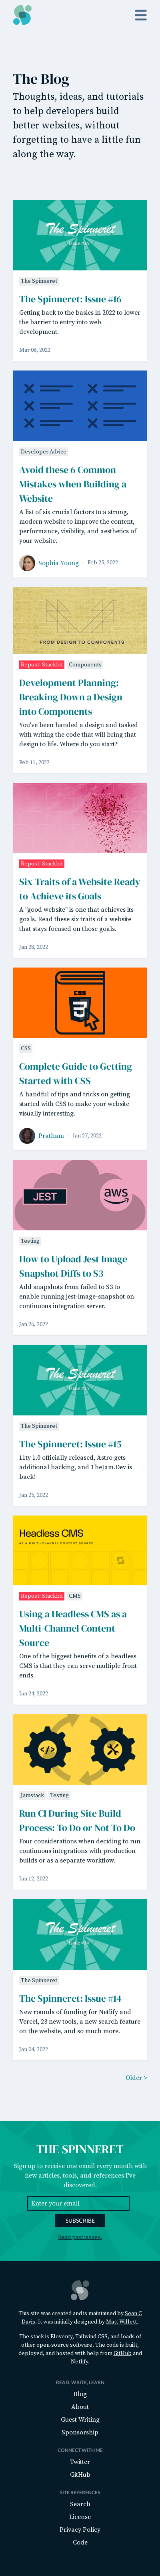 The Blog
Thoughts, ideas, and tutorials
to help developers build
better websites, without
forgetting to have a little fun
along the way.
The Spinneret
Issue #16
The Spinneret
The Spinneret: Issue #16
Getting back to the basics in 2022 to lower
the barrier to entry into web
development.
Mar 06, 2022
Developer Advice
Avoid these 6 Common
Mistakes when Building a
Website
A list of six crucial factors to a strong,
modern website to improve the content,
performance, visibility, and aesthetics of
your website.
Sophia Young Feb 25, 2022
FROM DESIGN TO COMPONENTS
Report: Stackbit Components
Development Planning:
Breaking Down a Design
into Components
You've been handed a design and tasked
with writing the code that will bring that
design to life. Where do you start?
Feb 11, 2022
Report: Stackbit
Six Traits of a Website Ready
to Achieve its Goals
A "good website" is one that achieves its
goals. Read these six traits of a website
that stays focused on those goals.
Jan 28, 2022
CSS
3
CSS
Complete Guide to Getting
Started with CSS
A handful of tips and tricks on getting
started with CSS to make your website
visually inspiring.
Pratham Jan 27, 2022
JEST
aws
Testing
How to Upload Jest Image
Snapshot Diffs to S3
Add snapshots from failed to S3 to
enable running jest-image-snapshot on
continuous integration server.
Jan 26, 2022
The Spinneret
Issue #15
The Spinneret
The Spinneret: Issue #15
11ty 1.0 officially released, Astro gets
additional backing, and TheJam.Dev is
back!
Jan 25, 2022
Headless CMS
AS A MULTI-CHANNEL CONTENT SOURCE
Report: Stackbit CMS
Using a Headless CMS as a
Multi-Channel Content
Source
One of the biggest benefits of a headless
CMS is that they can serve multiple front
ends.
Jan 24, 2022
Jamstack Testing
Run CI During Site Build
Process: To Do or Not To Do
Four considerations when deciding to run
continuous integrations with production
builds or as a separate workflow.
Jan 12, 2022
The Spinneret
Issue #14
The Spinneret
The Spinneret: Issue #14
New rounds of funding for Netlify and
Vercel, 23 new tools, a new search feature
on the website, and so much more.
Jan 04, 2022
Older >
THE SPINNERET
Sign up to receive one email every month with
new articles, tools, and references I've
discovered.
Enter your email
SUBSCRIBE
Read past issues.
This site was created and is maintained by Sean C
Davis. It was initially designed by Matt Willett.
The stack is Eleventy, Tailwind CSS, and loads of
other open-source software. The code is built,
deployed, and hosted with help from GitHub and
Netlify.
READ, WRITE, LEARN
Blog
About
Guest Writing
Sponsorship
CONNECT WITH ME
Twitter
GitHub
SITE REFERENCES
Search
License
Privacy Policy
Code